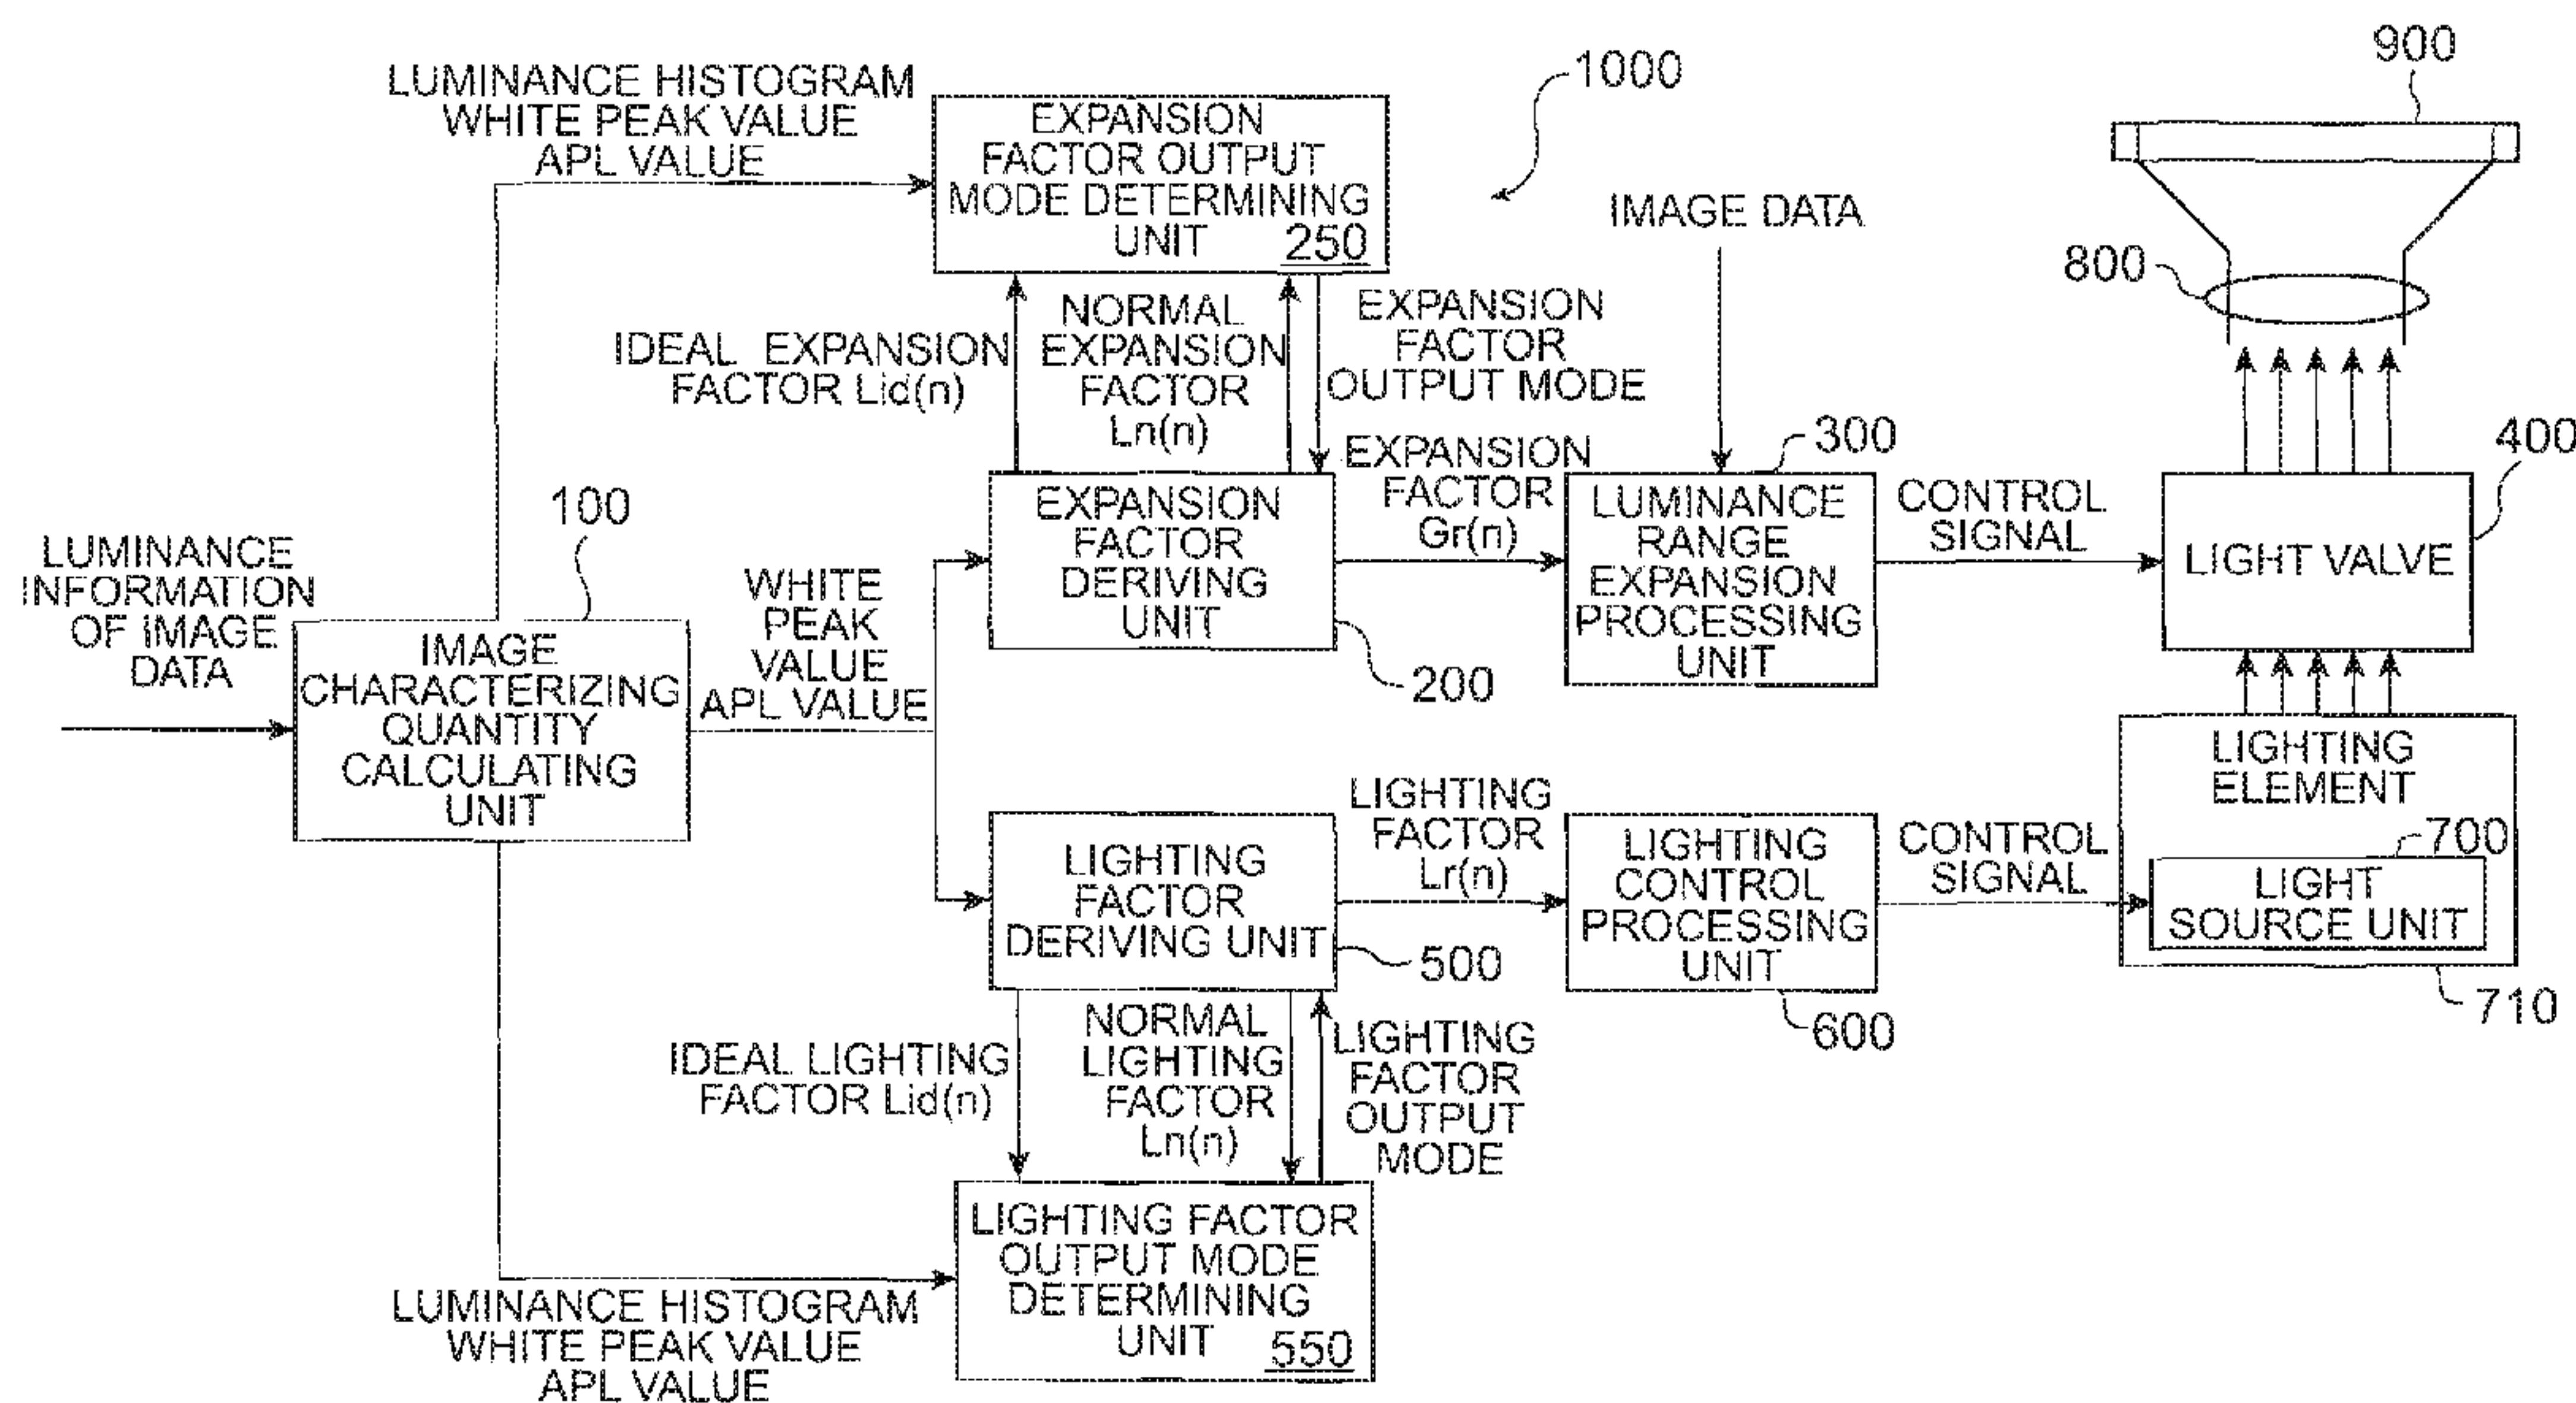 LUMINANCE HISTOGRAM
WHITE PEAK VALUE
APL VALUE
EXPANSION
FACTOR OUTPUT
MODE DETERMINING
UNIT 250
1000
900
IMAGE DATA
800
IDEAL EXPANSION
FACTOR Lid(n)
NORMAL
EXPANSION
FACTOR
Ln(n)
EXPANSION
FACTOR
OUTPUT MODE
LUMINANCE
INFORMATION
OF IMAGE
DATA
100
IMAGE
CHARACTERIZING
QUANTITY
CALCULATING
UNIT
WHITE
PEAK
VALUE
APL VALUE
EXPANSION
FACTOR
DERIVING
UNIT
200
EXPANSION
FACTOR
Gr(n)
300
LUMINANCE
RANGE
EXPANSION
PROCESSING
UNIT
CONTROL
SIGNAL
400
LIGHT VALVE
LIGHTING
FACTOR
DERIVING UNIT
500
LIGHTING
FACTOR
Lr(n)
LIGHTING
CONTROL
PROCESSING
UNIT
600
CONTROL
SIGNAL
LIGHTING
ELEMENT
700
LIGHT
SOURCE UNIT
710
IDEAL LIGHTING
FACTOR Lid(n)
NORMAL
LIGHTING
FACTOR
Ln(n)
LIGHTING
FACTOR
OUTPUT
MODE
LIGHTING FACTOR
OUTPUT MODE
DETERMINING
UNIT 550
LUMINANCE HISTOGRAM
WHITE PEAK VALUE
APL VALUE